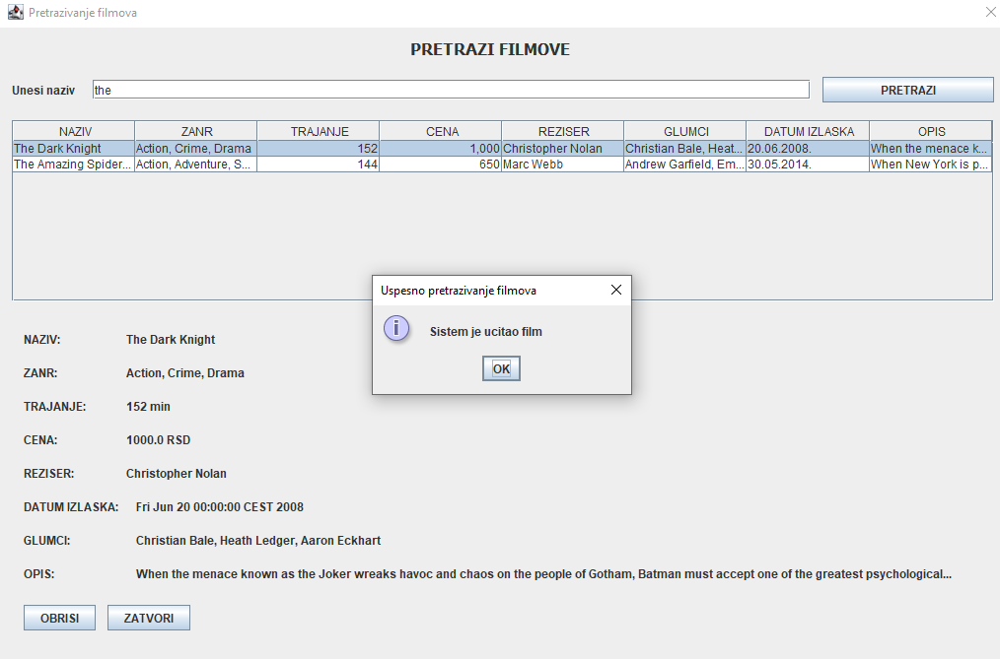 Pretrazivanje filmova
PRETRAZI FILMOVE
Unesi naziv the PRETRAZI
NAZIV ZANR TRAJANJE CENA REZISER GLUMCI DATUM IZLASKA OPIS
The Dark Knight Action, Crime, Drama 152 1,000 Christopher Nolan Christian Bale, Heat... 20.06.2008. When the menace k...
The Amazing Spider... Action, Adventure, S... 144 650 Marc Webb Andrew Garfield, Em... 30.05.2014. When New York is p...
Uspesno pretrazivanje filmova
Sistem je ucitao film
OK
NAZIV: The Dark Knight
ZANR: Action, Crime, Drama
TRAJANJE: 152 min
CENA: 1000.0 RSD
REZISER: Christopher Nolan
DATUM IZLASKA: Fri Jun 20 00:00:00 CEST 2008
GLUMCI: Christian Bale, Heath Ledger, Aaron Eckhart
OPIS: When the menace known as the Joker wreaks havoc and chaos on the people of Gotham, Batman must accept one of the greatest psychological...
OBRISI ZATVORI